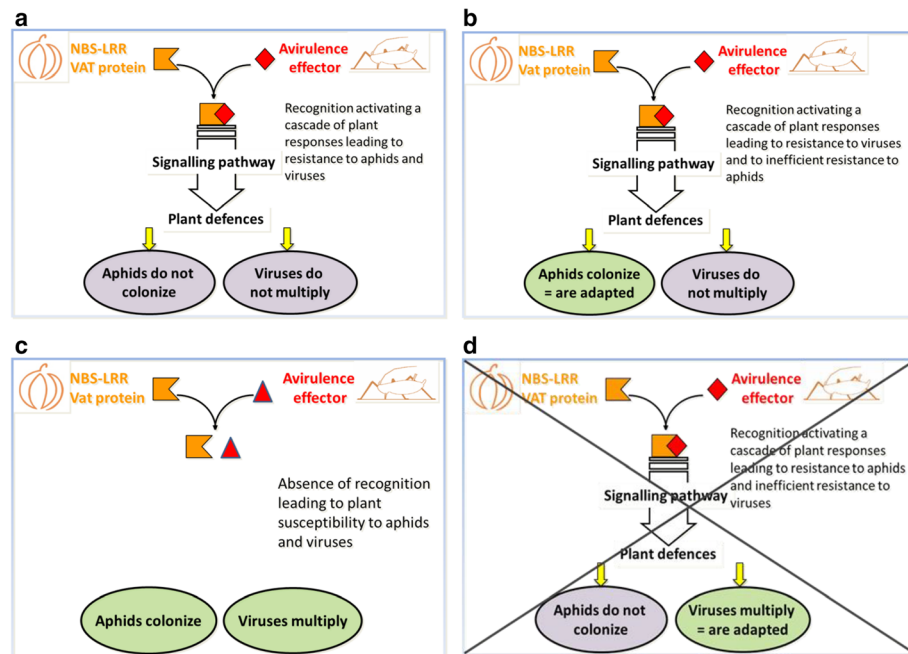 a
NBS-LRR
VAT protein
Avirulence
effector
Recognition activating a
cascade of plant
responses leading to
resistance to aphids and
viruses
Signalling pathway
Plant defences
Aphids do not
colonize
Viruses do
not multiply
b
NBS-LRR
VAT protein
Avirulence
effector
Recognition activating a
cascade of plant responses
leading to resistance to viruses
and to inefficient resistance to
aphids
Signalling pathway
Plant defences
Aphids colonize
= are adapted
Viruses do
not multiply
c
NBS-LRR
Vat protein
Avirulence
effector
Absence of recognition
leading to plant
susceptibility to aphids
and viruses
Aphids colonize
Viruses multiply
d
NBS-LRR
Vat protein
Avirulence
effector
Recognition activating a
cascade of plant responses
leading to resistance to aphids
and inefficient resistance to
viruses
Signalling pathway
Plant defences
Aphids do not
colonize
Viruses multiply
= are adapted